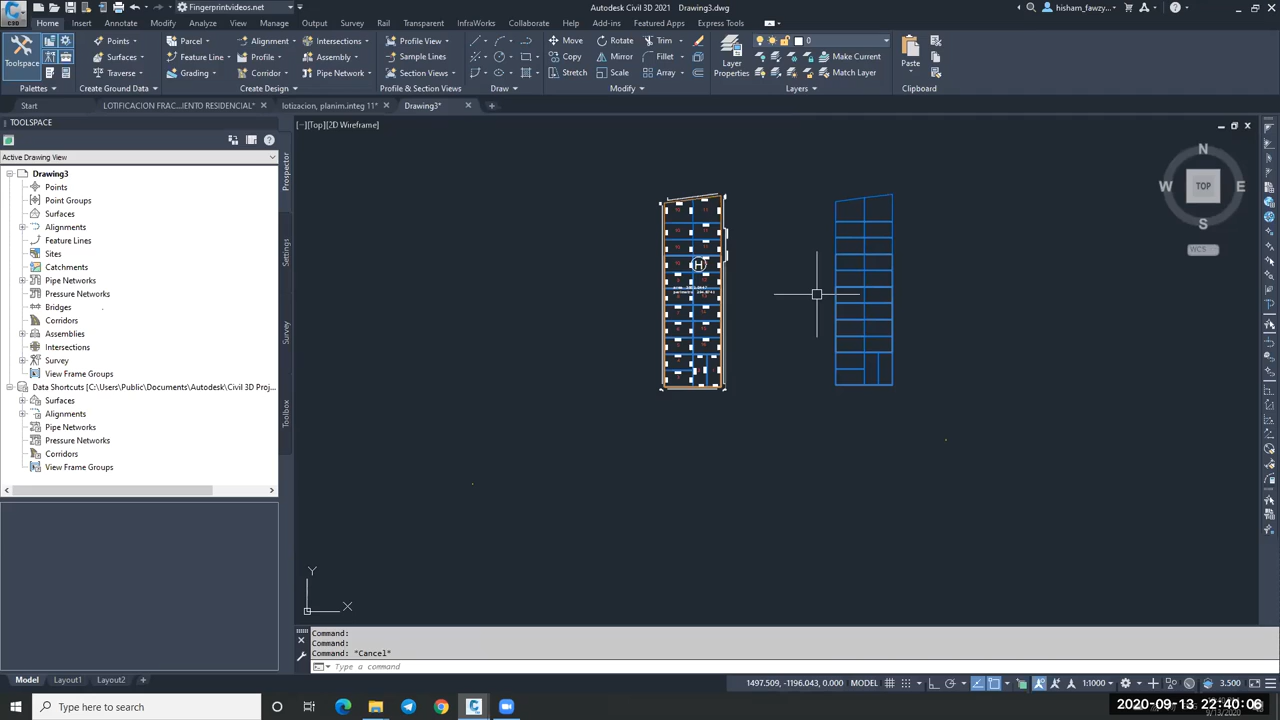 Fingerprintvideos.net
Autodesk Civil 3D 2021 Drawing3.dwg
hisham_fawzy...
C3D
Home Insert Annotate Modify Analyze View Manage Output Survey Rail Transparent InfraWorks Collaborate Help Add-ins Featured Apps Express Tools
Toolspace
Points
Surfaces
Traverse
Parcel
Feature Line
Grading
Alignment
Profile
Corridor
Intersections
Assembly
Pipe Network
Profile View
Sample Lines
Section Views
Move
Copy
Stretch
Rotate
Mirror
Scale
Trim
Fillet
Array
Layer
Properties
0
Make Current
Match Layer
Paste
Palettes Create Ground Data Create Design Profile & Section Views Draw Modify Layers Clipboard
Start LOTIFICACION FRAC...IENTO RESIDENCIAL* lotizacion, planim.integ 11* Drawing3*
TOOLSPACE
Active Drawing View
Drawing3
Points
Point Groups
Surfaces
Alignments
Feature Lines
Sites
Catchments
Pipe Networks
Pressure Networks
Bridges
Corridors
Assemblies
Intersections
Survey
View Frame Groups
Data Shortcuts [C:\Users\Public\Documents\Autodesk\Civil 3D Proj...
Surfaces
Alignments
Pipe Networks
Pressure Networks
Corridors
View Frame Groups
Prospector
Settings
Survey
Toolbox
[−][Top][2D Wireframe]
N
W TOP E
S
WCS
H
Y
X
Command:
Command:
Command: *Cancel*
Type a command
Model Layout1 Layout2
1497.509, -1196.043, 0.000 MODEL 1:1000 3.500
Type here to search
2020-09-13 22:40:06